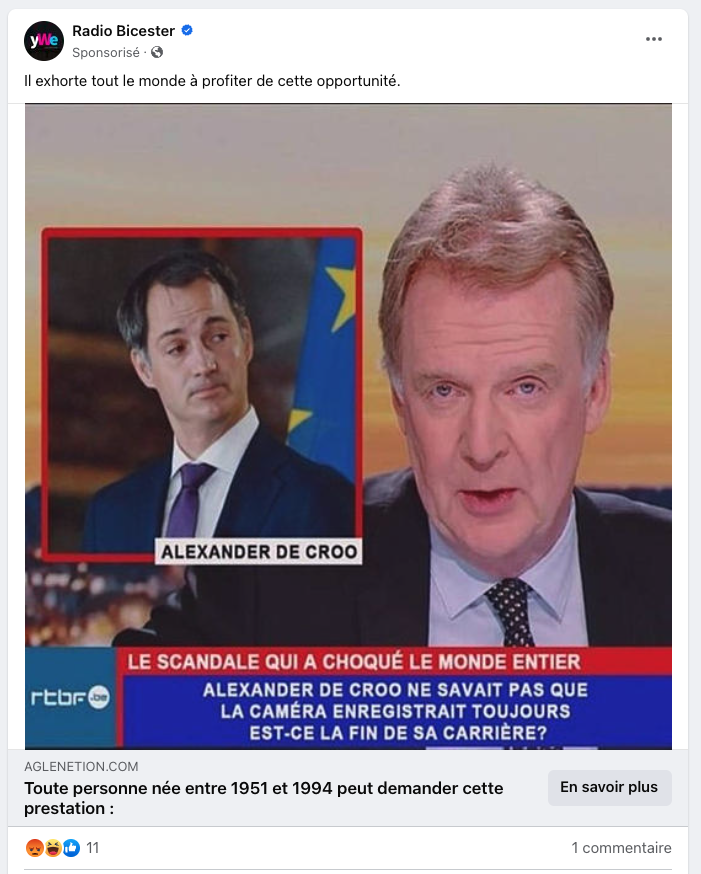 yWe
Radio Bicester
Sponsorisé ·
Il exhorte tout le monde à profiter de cette opportunité.
ALEXANDER DE CROO
LE SCANDALE QUI A CHOQUÉ LE MONDE ENTIER
rtbf.be
ALEXANDER DE CROO NE SAVAIT PAS QUE
LA CAMÉRA ENREGISTRAIT TOUJOURS
EST-CE LA FIN DE SA CARRIÈRE?
AGLENETION.COM
Toute personne née entre 1951 et 1994 peut demander cette
prestation :
En savoir plus
11
1 commentaire